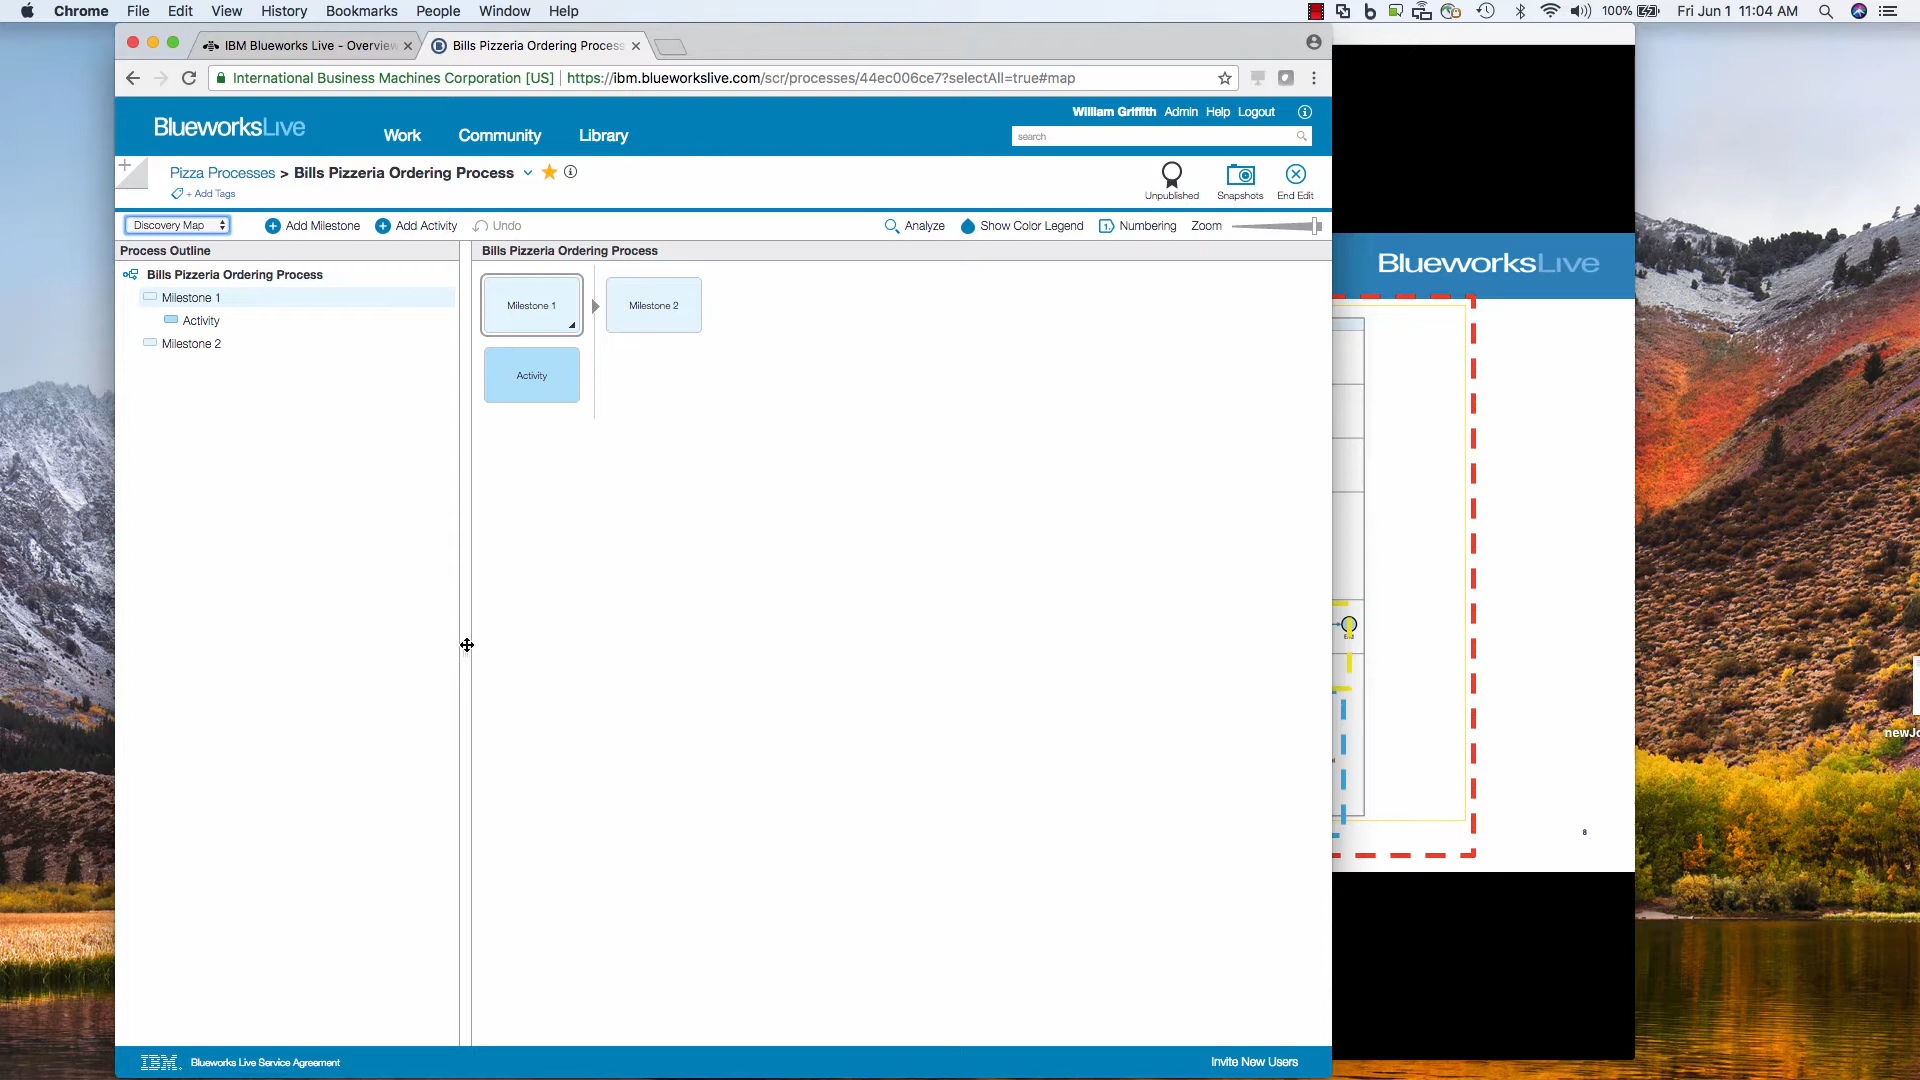 Chrome File Edit View History Bookmarks People Window Help
100% Fri Jun 1 11:04 AM
IBM Blueworks Live - Overview
Bills Pizzeria Ordering Process
International Business Machines Corporation [US] https://ibm.blueworkslive.com/scr/processes/44ec006ce7?selectAll=true#map
William Griffith Admin Help Logout
BlueworksLive Work Community Library
search
Pizza Processes > Bills Pizzeria Ordering Process
+ Add Tags
Unpublished Snapshots End Edit
Discovery Map Add Milestone Add Activity Undo Analyze Show Color Legend Numbering Zoom
Process Outline
Bills Pizzeria Ordering Process
Bills Pizzeria Ordering Process
Milestone 1
Activity
Milestone 2
Milestone 1 Milestone 2
Activity
BlueworksLive
8
IBM. Blueworks Live Service Agreement
Invite New Users